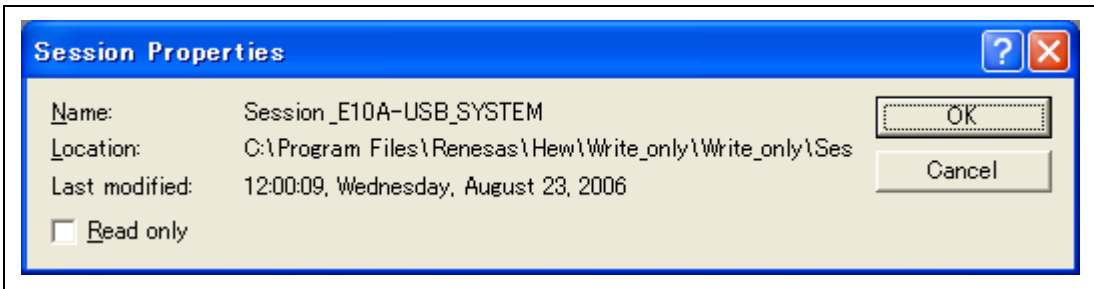 Session Properties
Name: Session_E10A-USB_SYSTEM
Location: C:\Program Files\Renesas\Hew\Write_only\Write_only\Ses
Last modified: 12:00:09, Wednesday, August 23, 2006
Read only
OK
Cancel